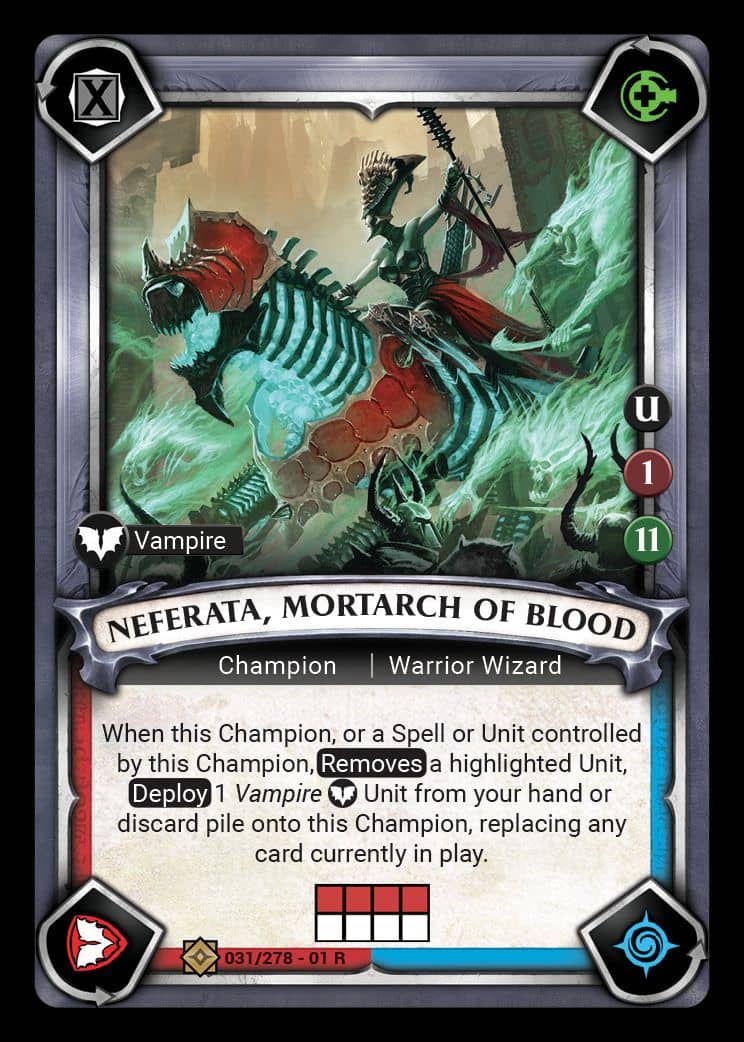 X
U
1
11
Vampire
NEFERATA, MORTARCH OF BLOOD
Champion | Warrior Wizard
When this Champion, or a Spell or Unit controlled
by this Champion, Removes a highlighted Unit,
Deploy 1 Vampire Unit from your hand or
discard pile onto this Champion, replacing any
card currently in play.
031/278 - 01 R